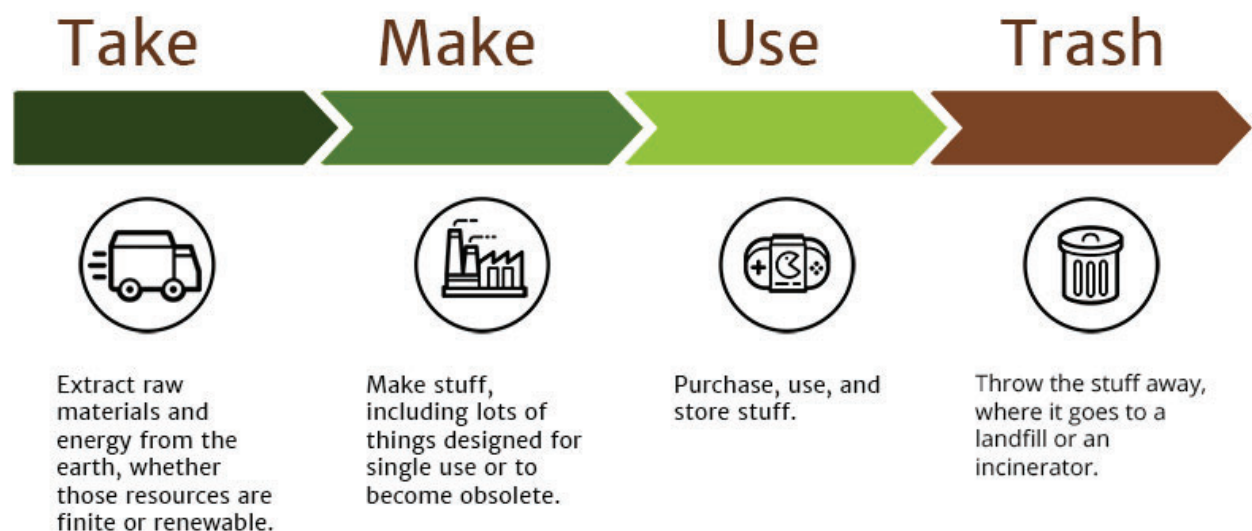 Take
Make
Use
Trash
Extract raw
materials and
energy from the
earth, whether
those resources are
finite or renewable.
Make stuff,
including lots of
things designed for
single use or to
become obsolete.
Purchase, use, and
store stuff.
Throw the stuff away,
where it goes to a
landfill or an
incinerator.